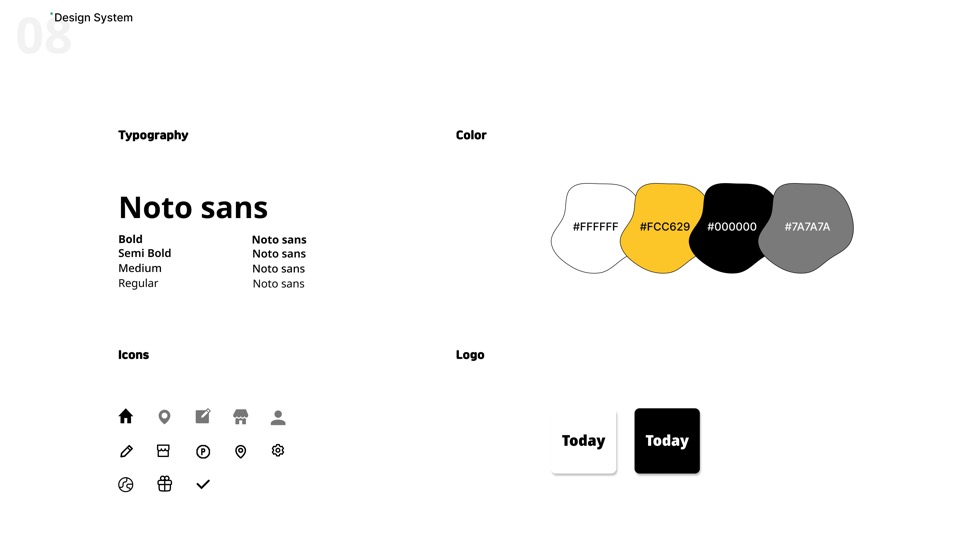 08
*Design System
Typography
Noto sans
Bold Noto sans
Semi Bold Noto sans
Medium Noto sans
Regular Noto sans
Color
#FFFFFF #FCC629 #000000 #7A7A7A
Icons
P
Logo
Today Today